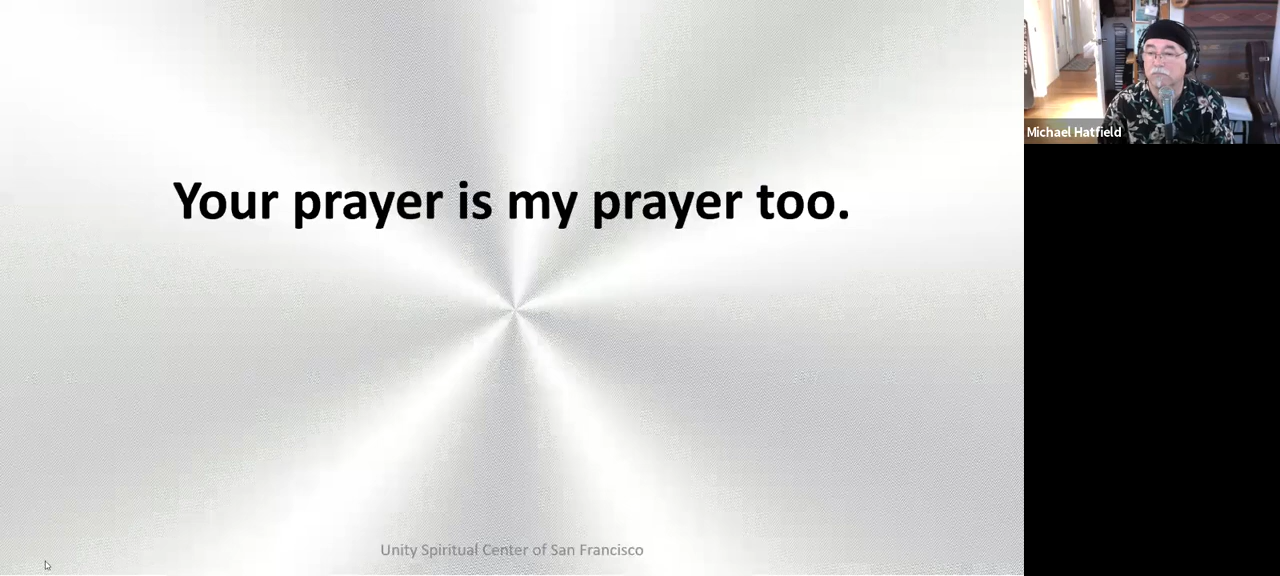 Your prayer is my prayer too.
Michael Hatfield
Unity Spiritual Center of San Francisco